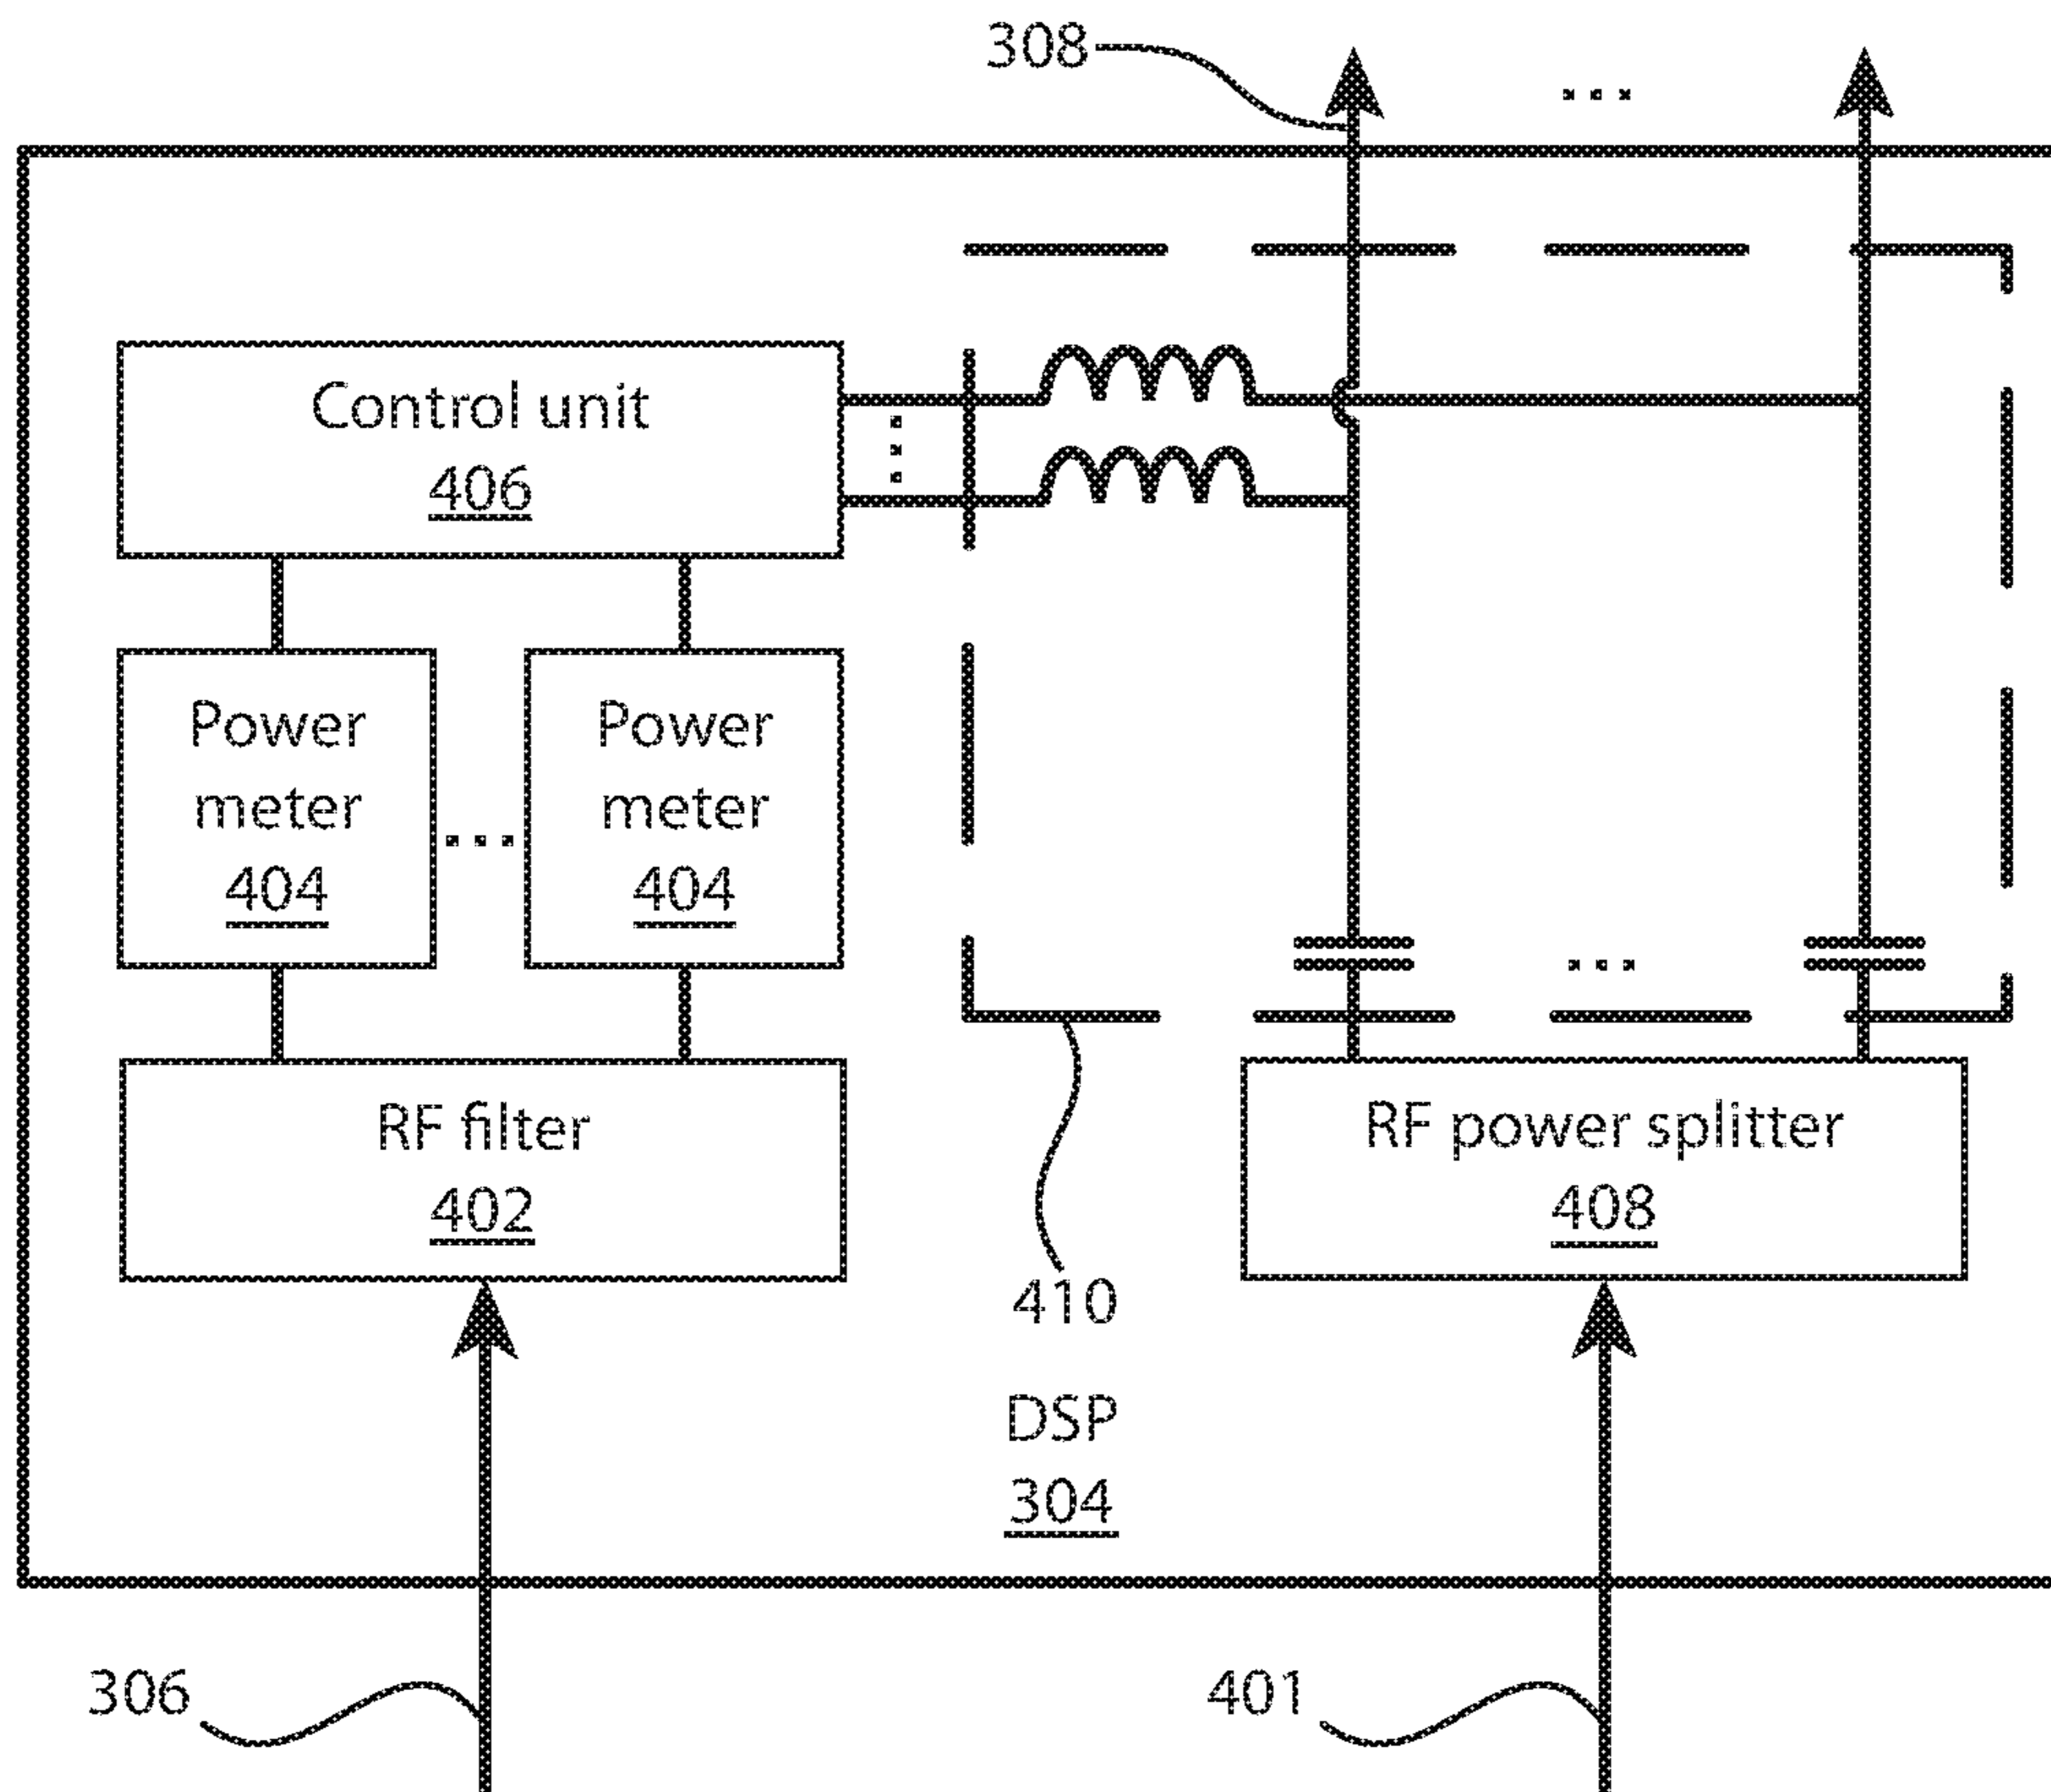 308
...
Control unit
406
...
Power
meter
404
...
Power
meter
404
...
RF filter
402
RF power splitter
408
410
DSP
304
306
401